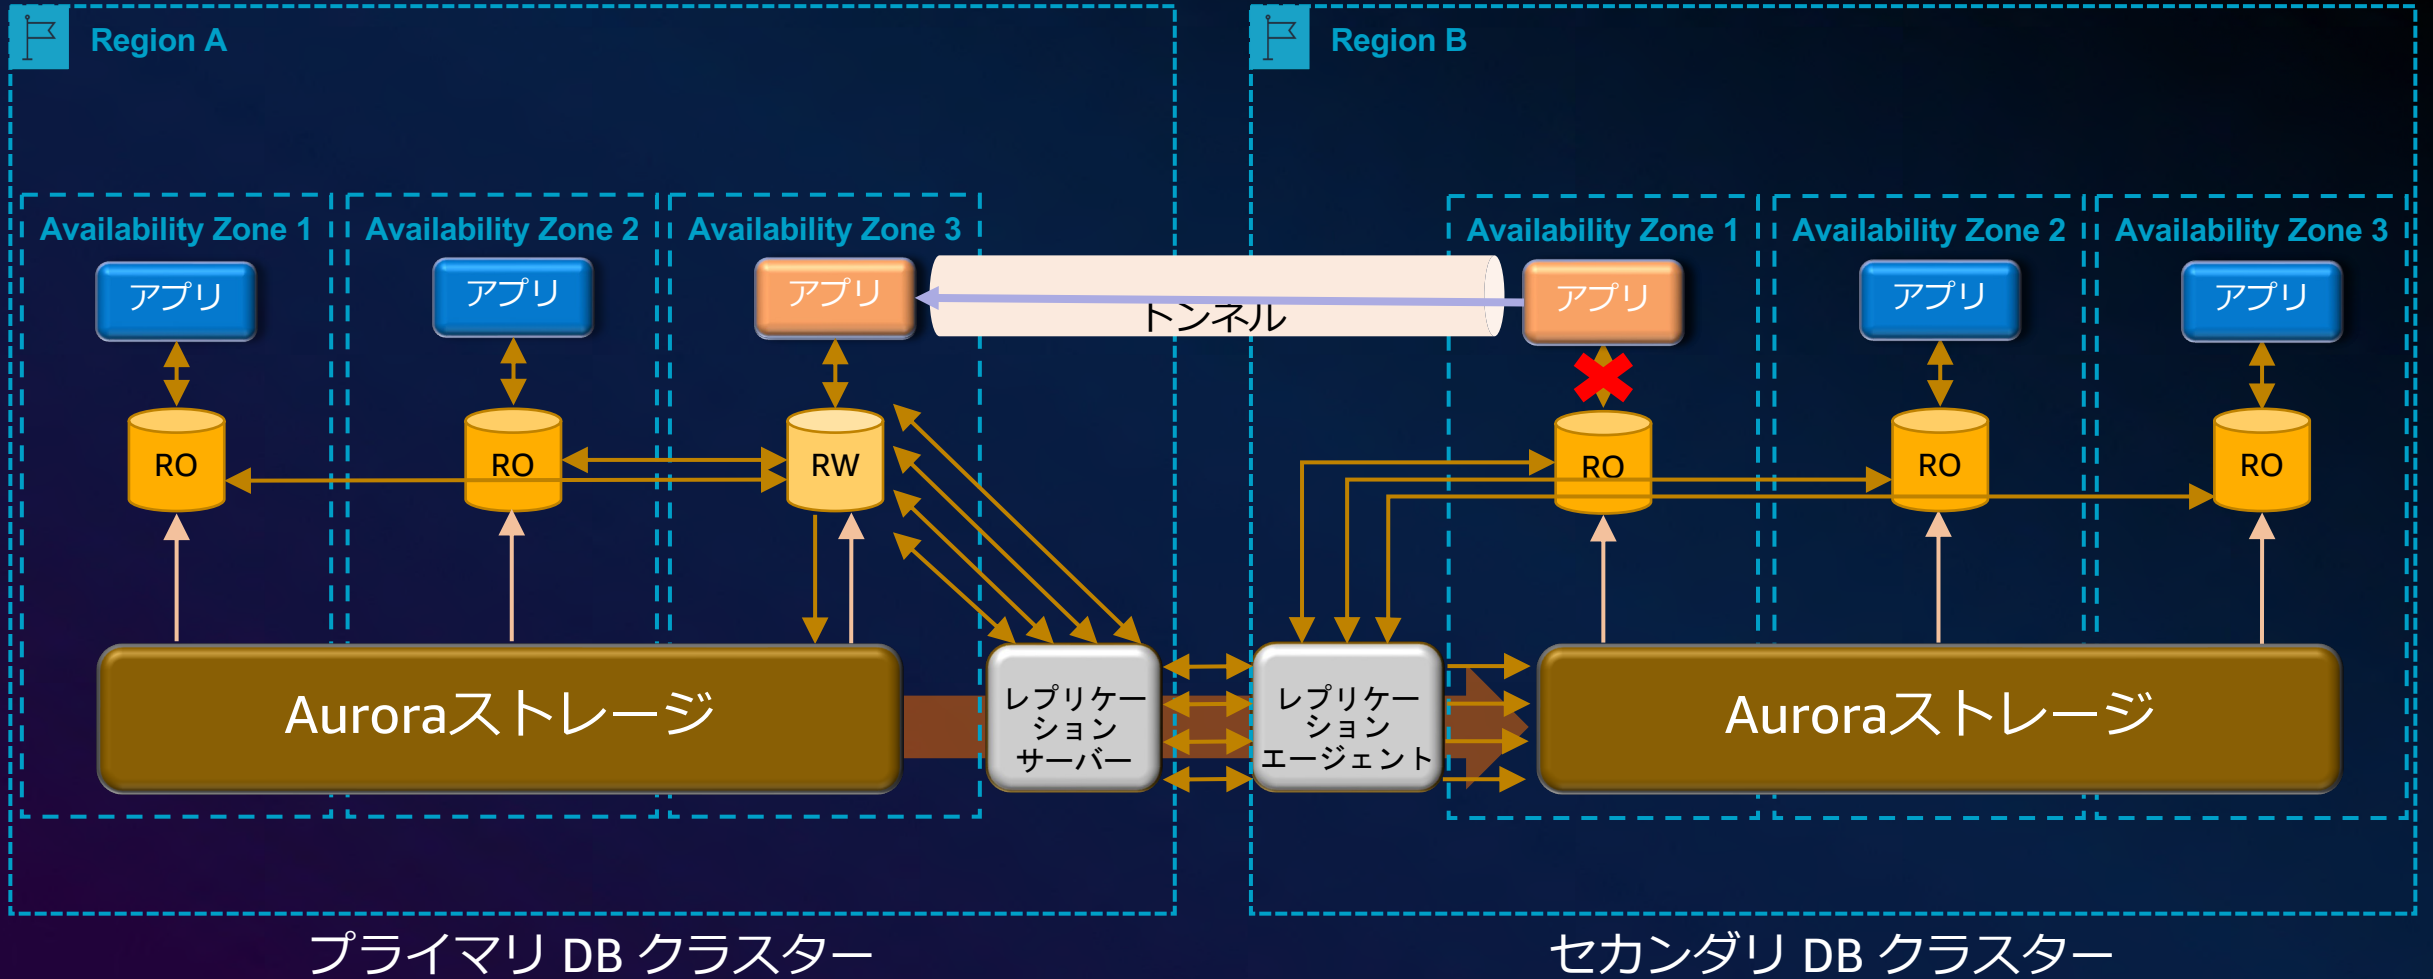 Region A
Region B
Availability Zone 1
Availability Zone 2
Availability Zone 3
Availability Zone 1
Availability Zone 2
Availability Zone 3
アプリ
アプリ
アプリ
トンネル
アプリ
アプリ
アプリ
RO
RO
RW
RO
RO
RO
Auroraストレージ
レプリケー
ション
サーバー
レプリケー
ション
エージェント
Auroraストレージ
プライマリ DB クラスター
セカンダリ DB クラスター